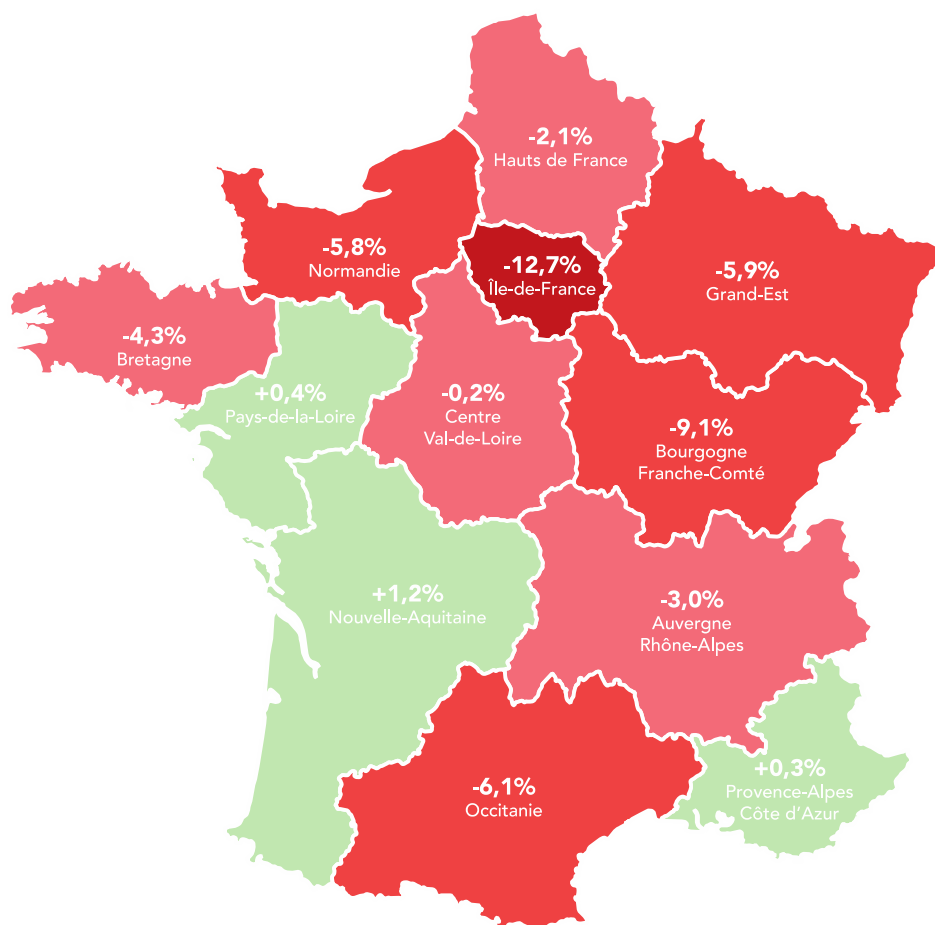 -2,1%
Hauts de France
-5,8%
Normandie
-12,7%
Île-de-France
-5,9%
Grand-Est
-4,3%
Bretagne
+0,4%
Pays-de-la-Loire
-0,2%
Centre
Val-de-Loire
-9,1%
Bourgogne
Franche-Comté
+1,2%
Nouvelle-Aquitaine
-3,0%
Auvergne
Rhône-Alpes
-6,1%
Occitanie
+0,3%
Provence-Alpes
Côte d’Azur